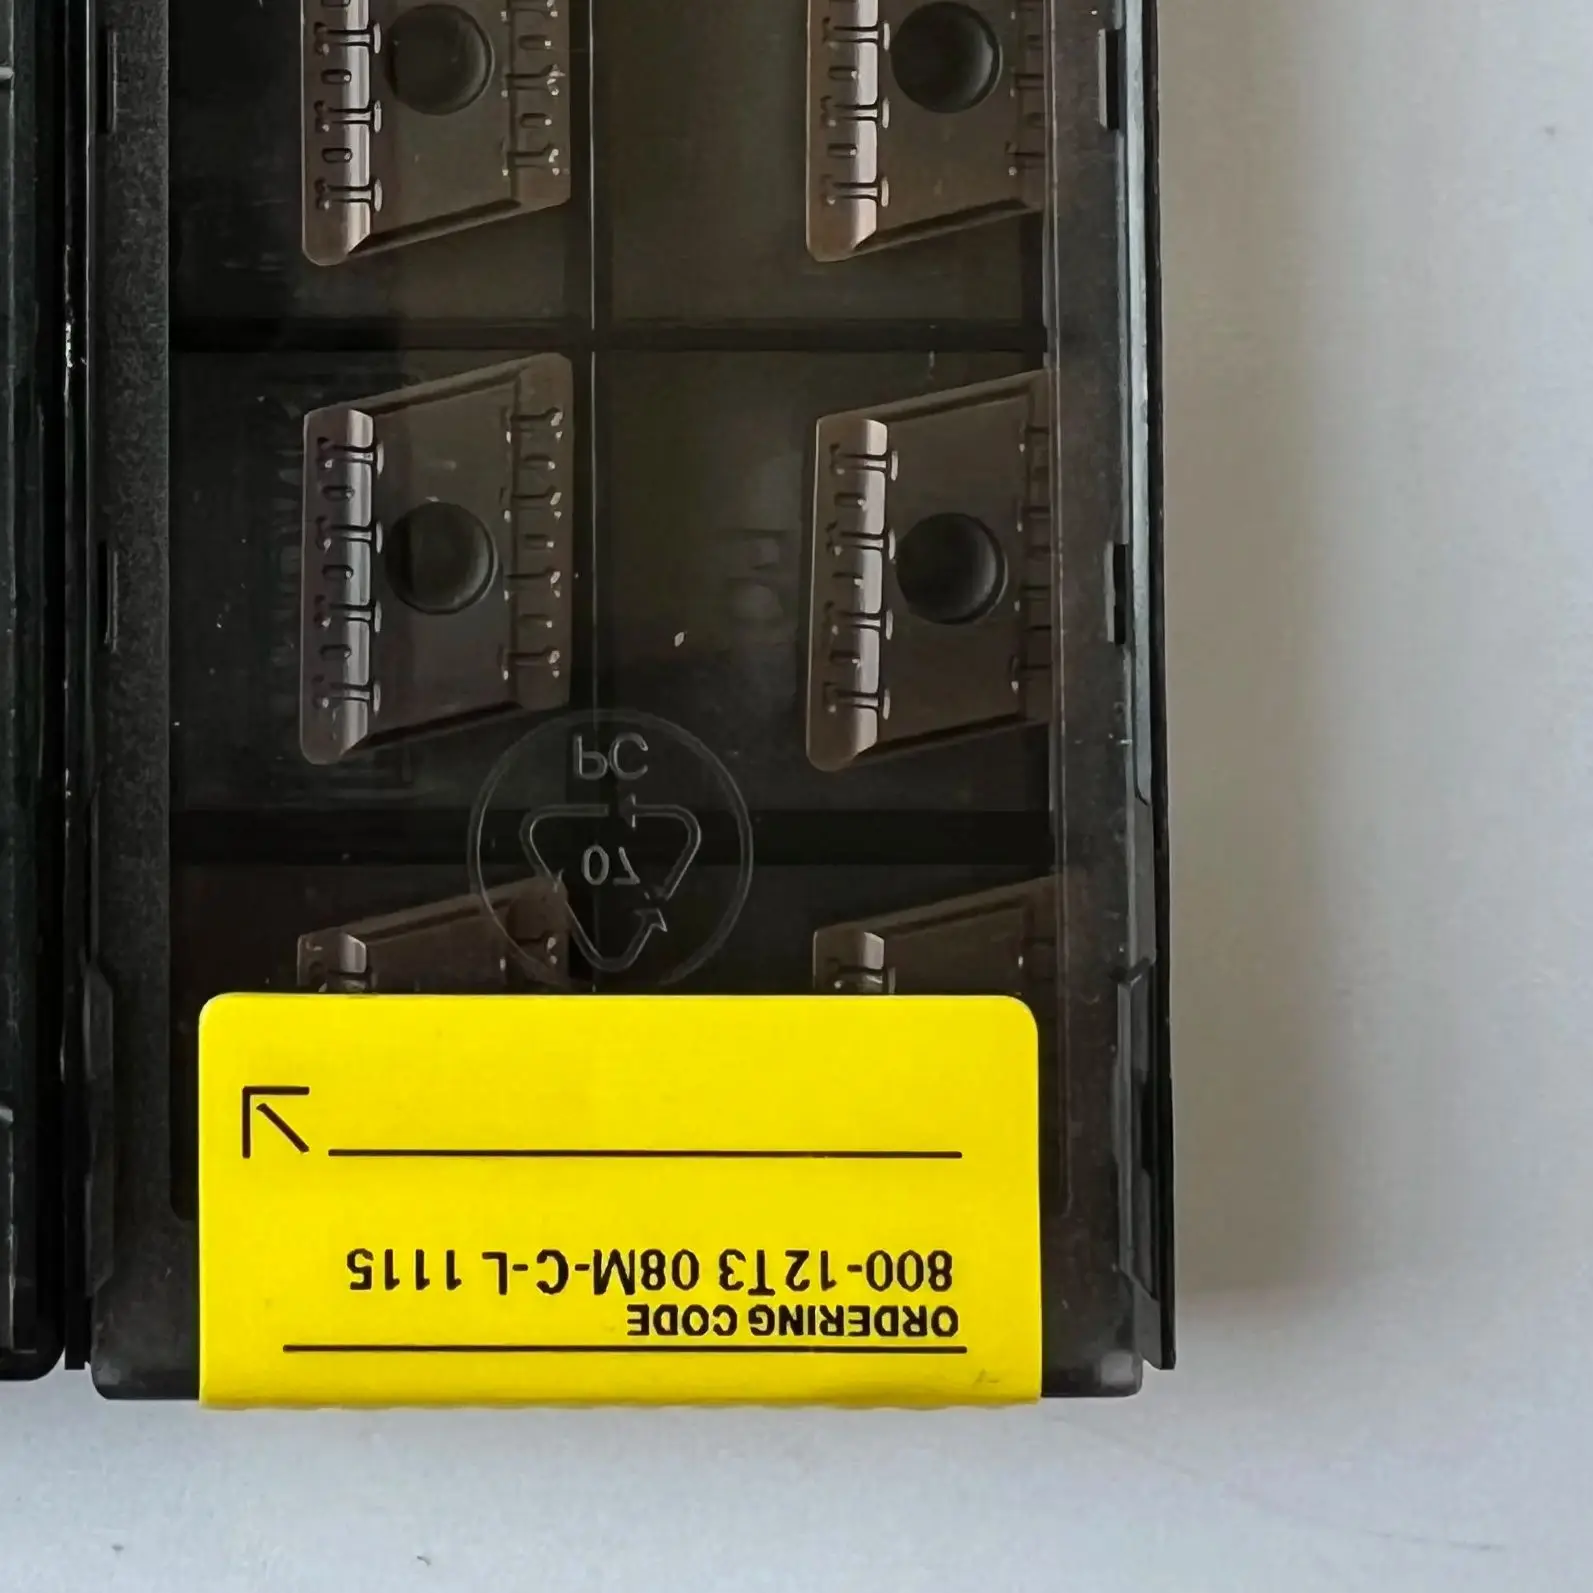 ORDERING CODE
800-12T3 08M-C-L 1115
PC
07